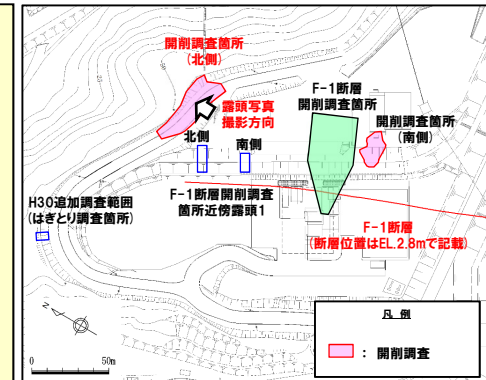 開削調査箇所
(北側)
露頭写真
撮影方向
F-1断層
開削調査箇所
開削調査箇所
(南側)
北側
南側
H30追加調査範囲
(はぎとり調査箇所)
F-1断層開削調査
箇所近傍露頭1
F-1断層
(断層位置はEL.2.8mで記載)
N
0
50m
凡 例
: 開削調査